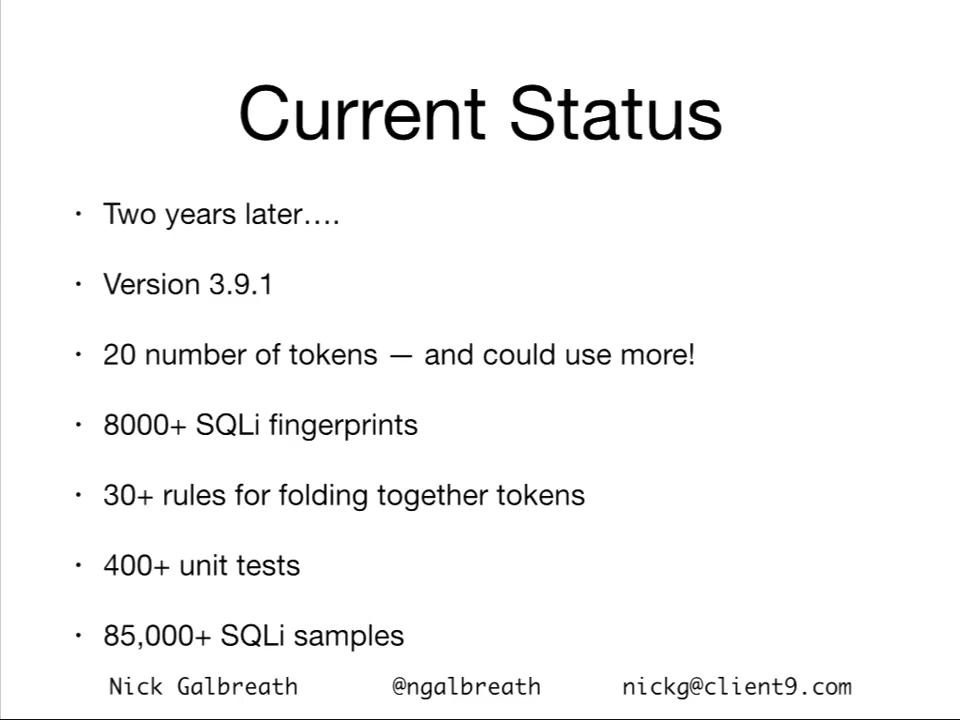 Current Status
• Two years later….
• Version 3.9.1
• 20 number of tokens — and could use more!
• 8000+ SQLi fingerprints
• 30+ rules for folding together tokens
• 400+ unit tests
• 85,000+ SQLi samples
Nick Galbreath @ngalbreath nickg@client9.com